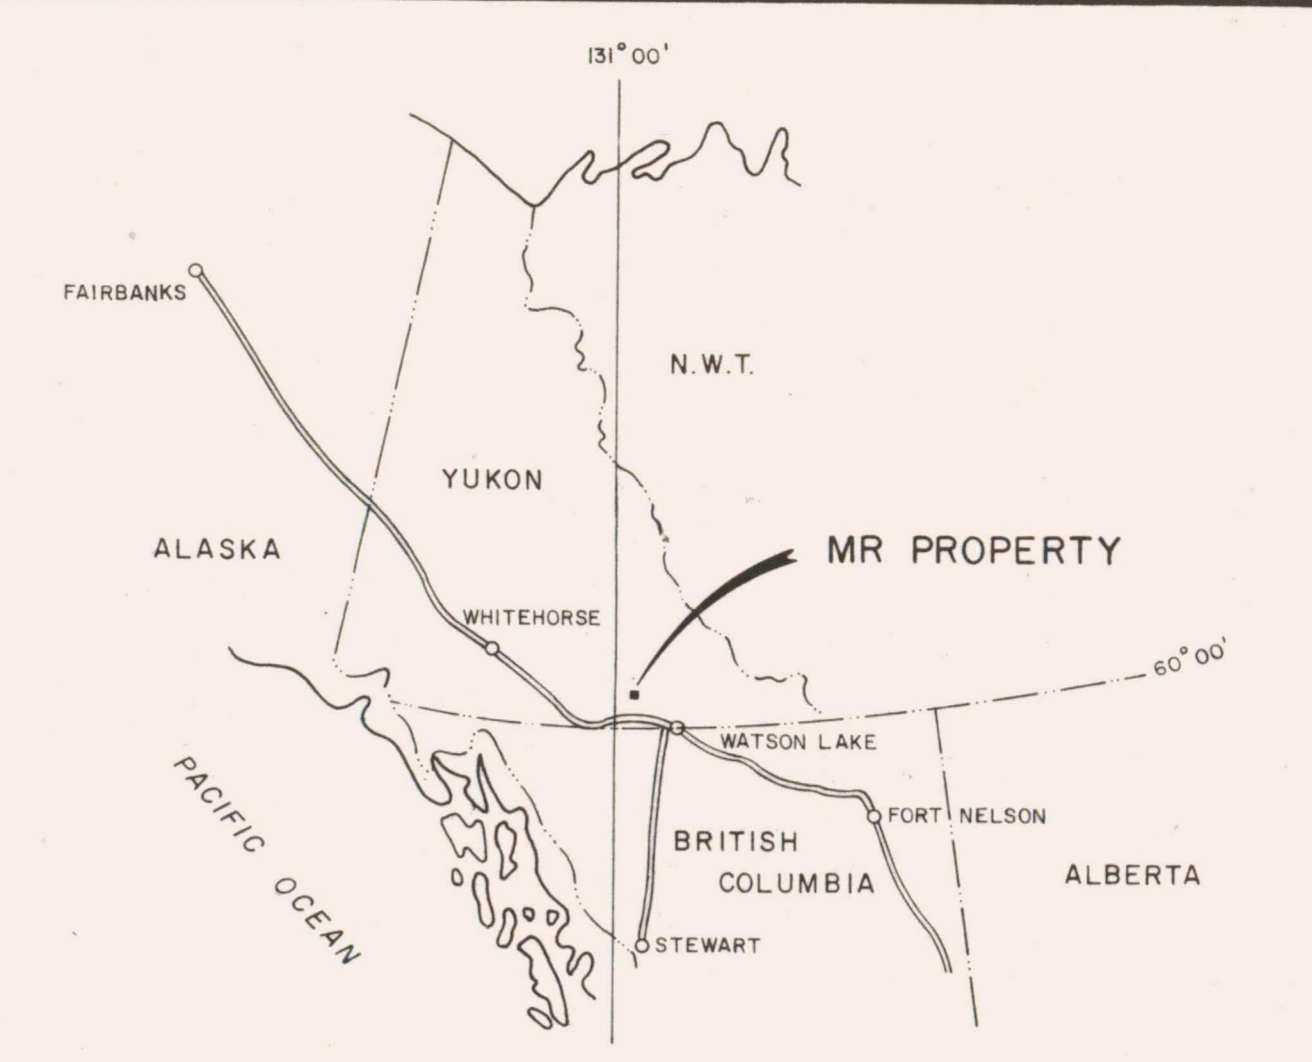 131°00'
FAIRBANKS
N.W.T.
YUKON
ALASKA
MR PROPERTY
WHITEHORSE
60°00'
WATSON LAKE
PACIFIC OCEAN
FORT NELSON
BRITISH
COLUMBIA
ALBERTA
STEWART